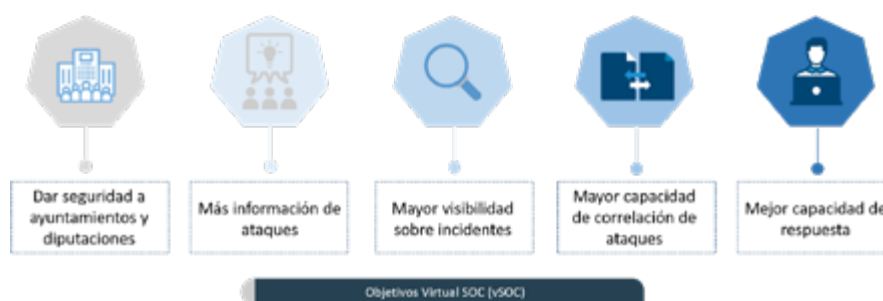 Dar seguridad a
ayuntamientos y
diputaciones
Más información de
ataques
Mayor visibilidad
sobre incidentes
Mayor capacidad
de correlación de
ataques
Mejor capacidad de
respuesta
Objetivos Virtual SOC (vSOC)